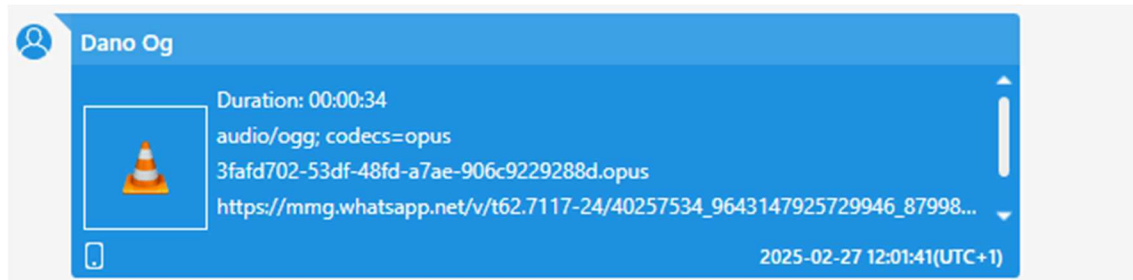 Dano Og
Duration: 00:00:34
audio/ogg; codecs=opus
3fafd702-53df-48fd-a7ae-906c9229288d.opus
https://mmg.whatsapp.net/v/t62.7117-24/40257534_9643147925729946_87998...
2025-02-27 12:01:41(UTC+1)